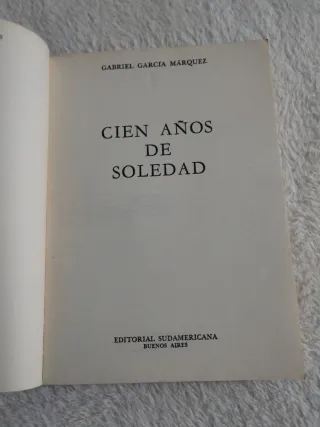 GABRIEL GARCÍA MÁRQUEZ
CIEN AÑOS
DE
SOLEDAD
EDITORIAL SUDAMERICANA
BUENOS AIRES